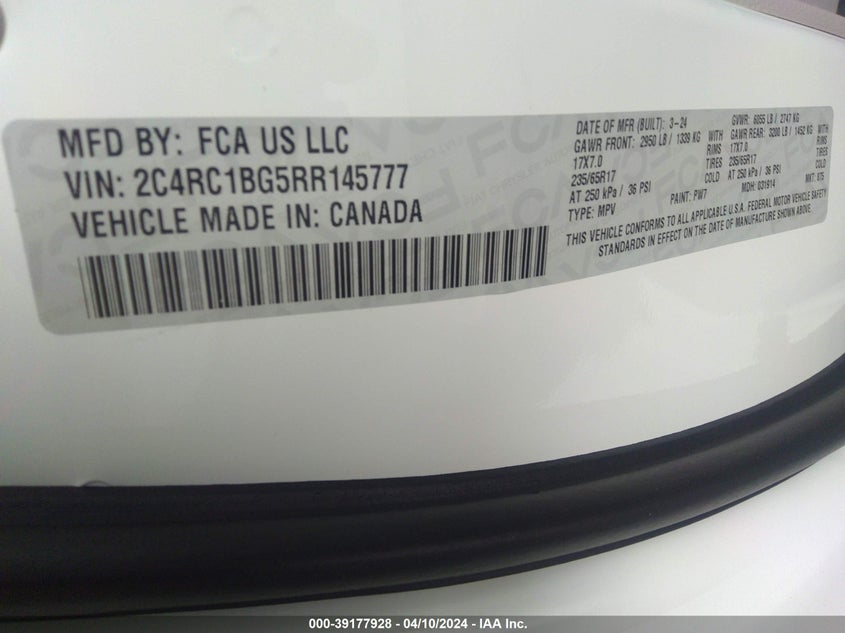 MFD BY: FCA US LLC
VIN: 2C4RC1BG5RR145777
VEHICLE MADE IN: CANADA
DATE OF MFR (BUILT): 3-24 GVWR: 6055 LB / 2747 KG
GAWR FRONT: 2950 LB / 1339 KG WITH GAWR REAR: 3200 LB / 1452 KG WITH
17X7.0 RIMS 17X7.0 RIMS
235/65R17 TIRES 235/65R17 TIRES
AT 250 kPa / 36 PSI COLD AT 250 kPa / 36 PSI COLD
TYPE: MPV PAINT: PW7 MDH: 031914 MKT: 675
THIS VEHICLE CONFORMS TO ALL APPLICABLE U.S.A. FEDERAL MOTOR VEHICLE SAFETY
STANDARDS IN EFFECT ON THE DATE OF MANUFACTURE SHOWN ABOVE.
000-39177928 / 04/10/2024 - IAA Inc.